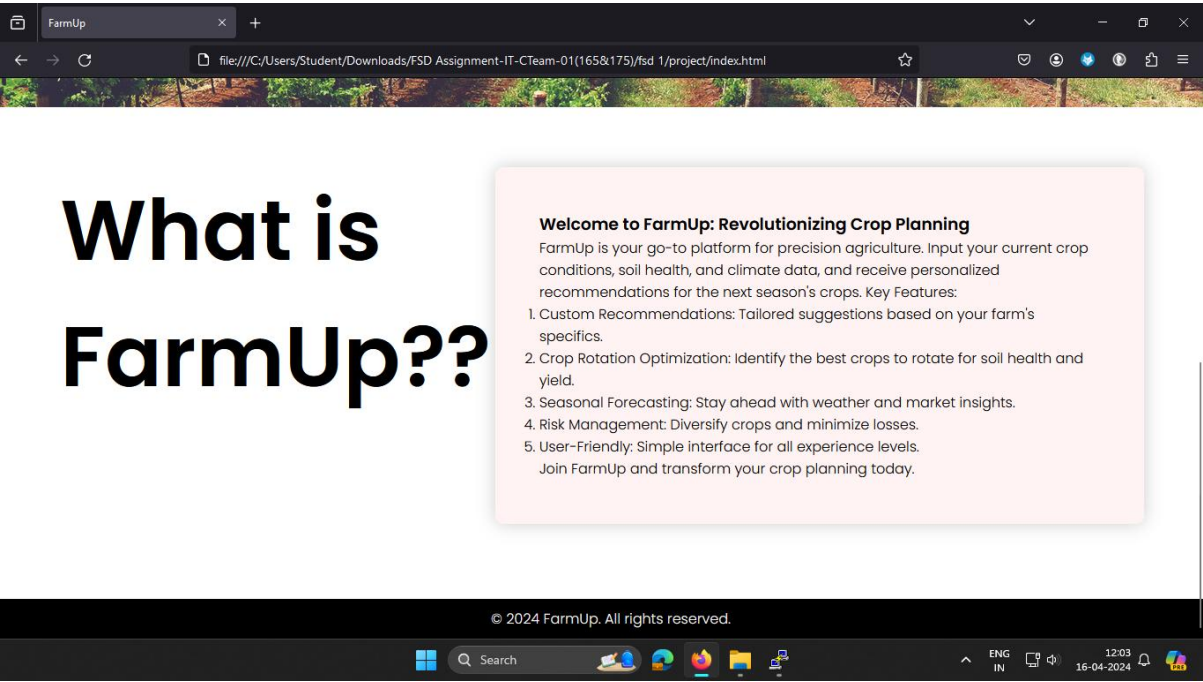 FarmUp
file:///C:/Users/Student/Downloads/FSD Assignment-IT-CTeam-01(165&175)/fsd 1/project/index.html
What is
FarmUp??
Welcome to FarmUp: Revolutionizing Crop Planning
FarmUp is your go-to platform for precision agriculture. Input your current crop
conditions, soil health, and climate data, and receive personalized
recommendations for the next season's crops. Key Features:
1. Custom Recommendations: Tailored suggestions based on your farm's
specifics.
2. Crop Rotation Optimization: Identify the best crops to rotate for soil health and
yield.
3. Seasonal Forecasting: Stay ahead with weather and market insights.
4. Risk Management: Diversify crops and minimize losses.
5. User-Friendly: Simple interface for all experience levels.
Join FarmUp and transform your crop planning today.
© 2024 FarmUp. All rights reserved.
Search
ENG
IN
12:03
16-04-2024
PRE